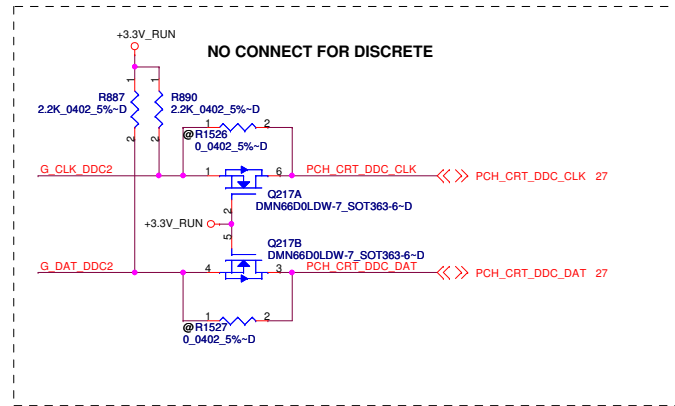 +3.3V_RUN
NO CONNECT FOR DISCRETE
1
1
R887
2.2K_0402_5%~D
R890
2.2K_0402_5%~D
2
2
1
2
@R1526
0_0402_5%~D
G_CLK_DDC2
1
6
PCH_CRT_DDC_CLK
PCH_CRT_DDC_CLK 27
Q217A
DMN66D0LDW-7_SOT363-6~D
2
+3.3V_RUN
5
Q217B
DMN66D0LDW-7_SOT363-6~D
G_DAT_DDC2
4
3
PCH_CRT_DDC_DAT
PCH_CRT_DDC_DAT 27
1
2
@R1527
0_0402_5%~D